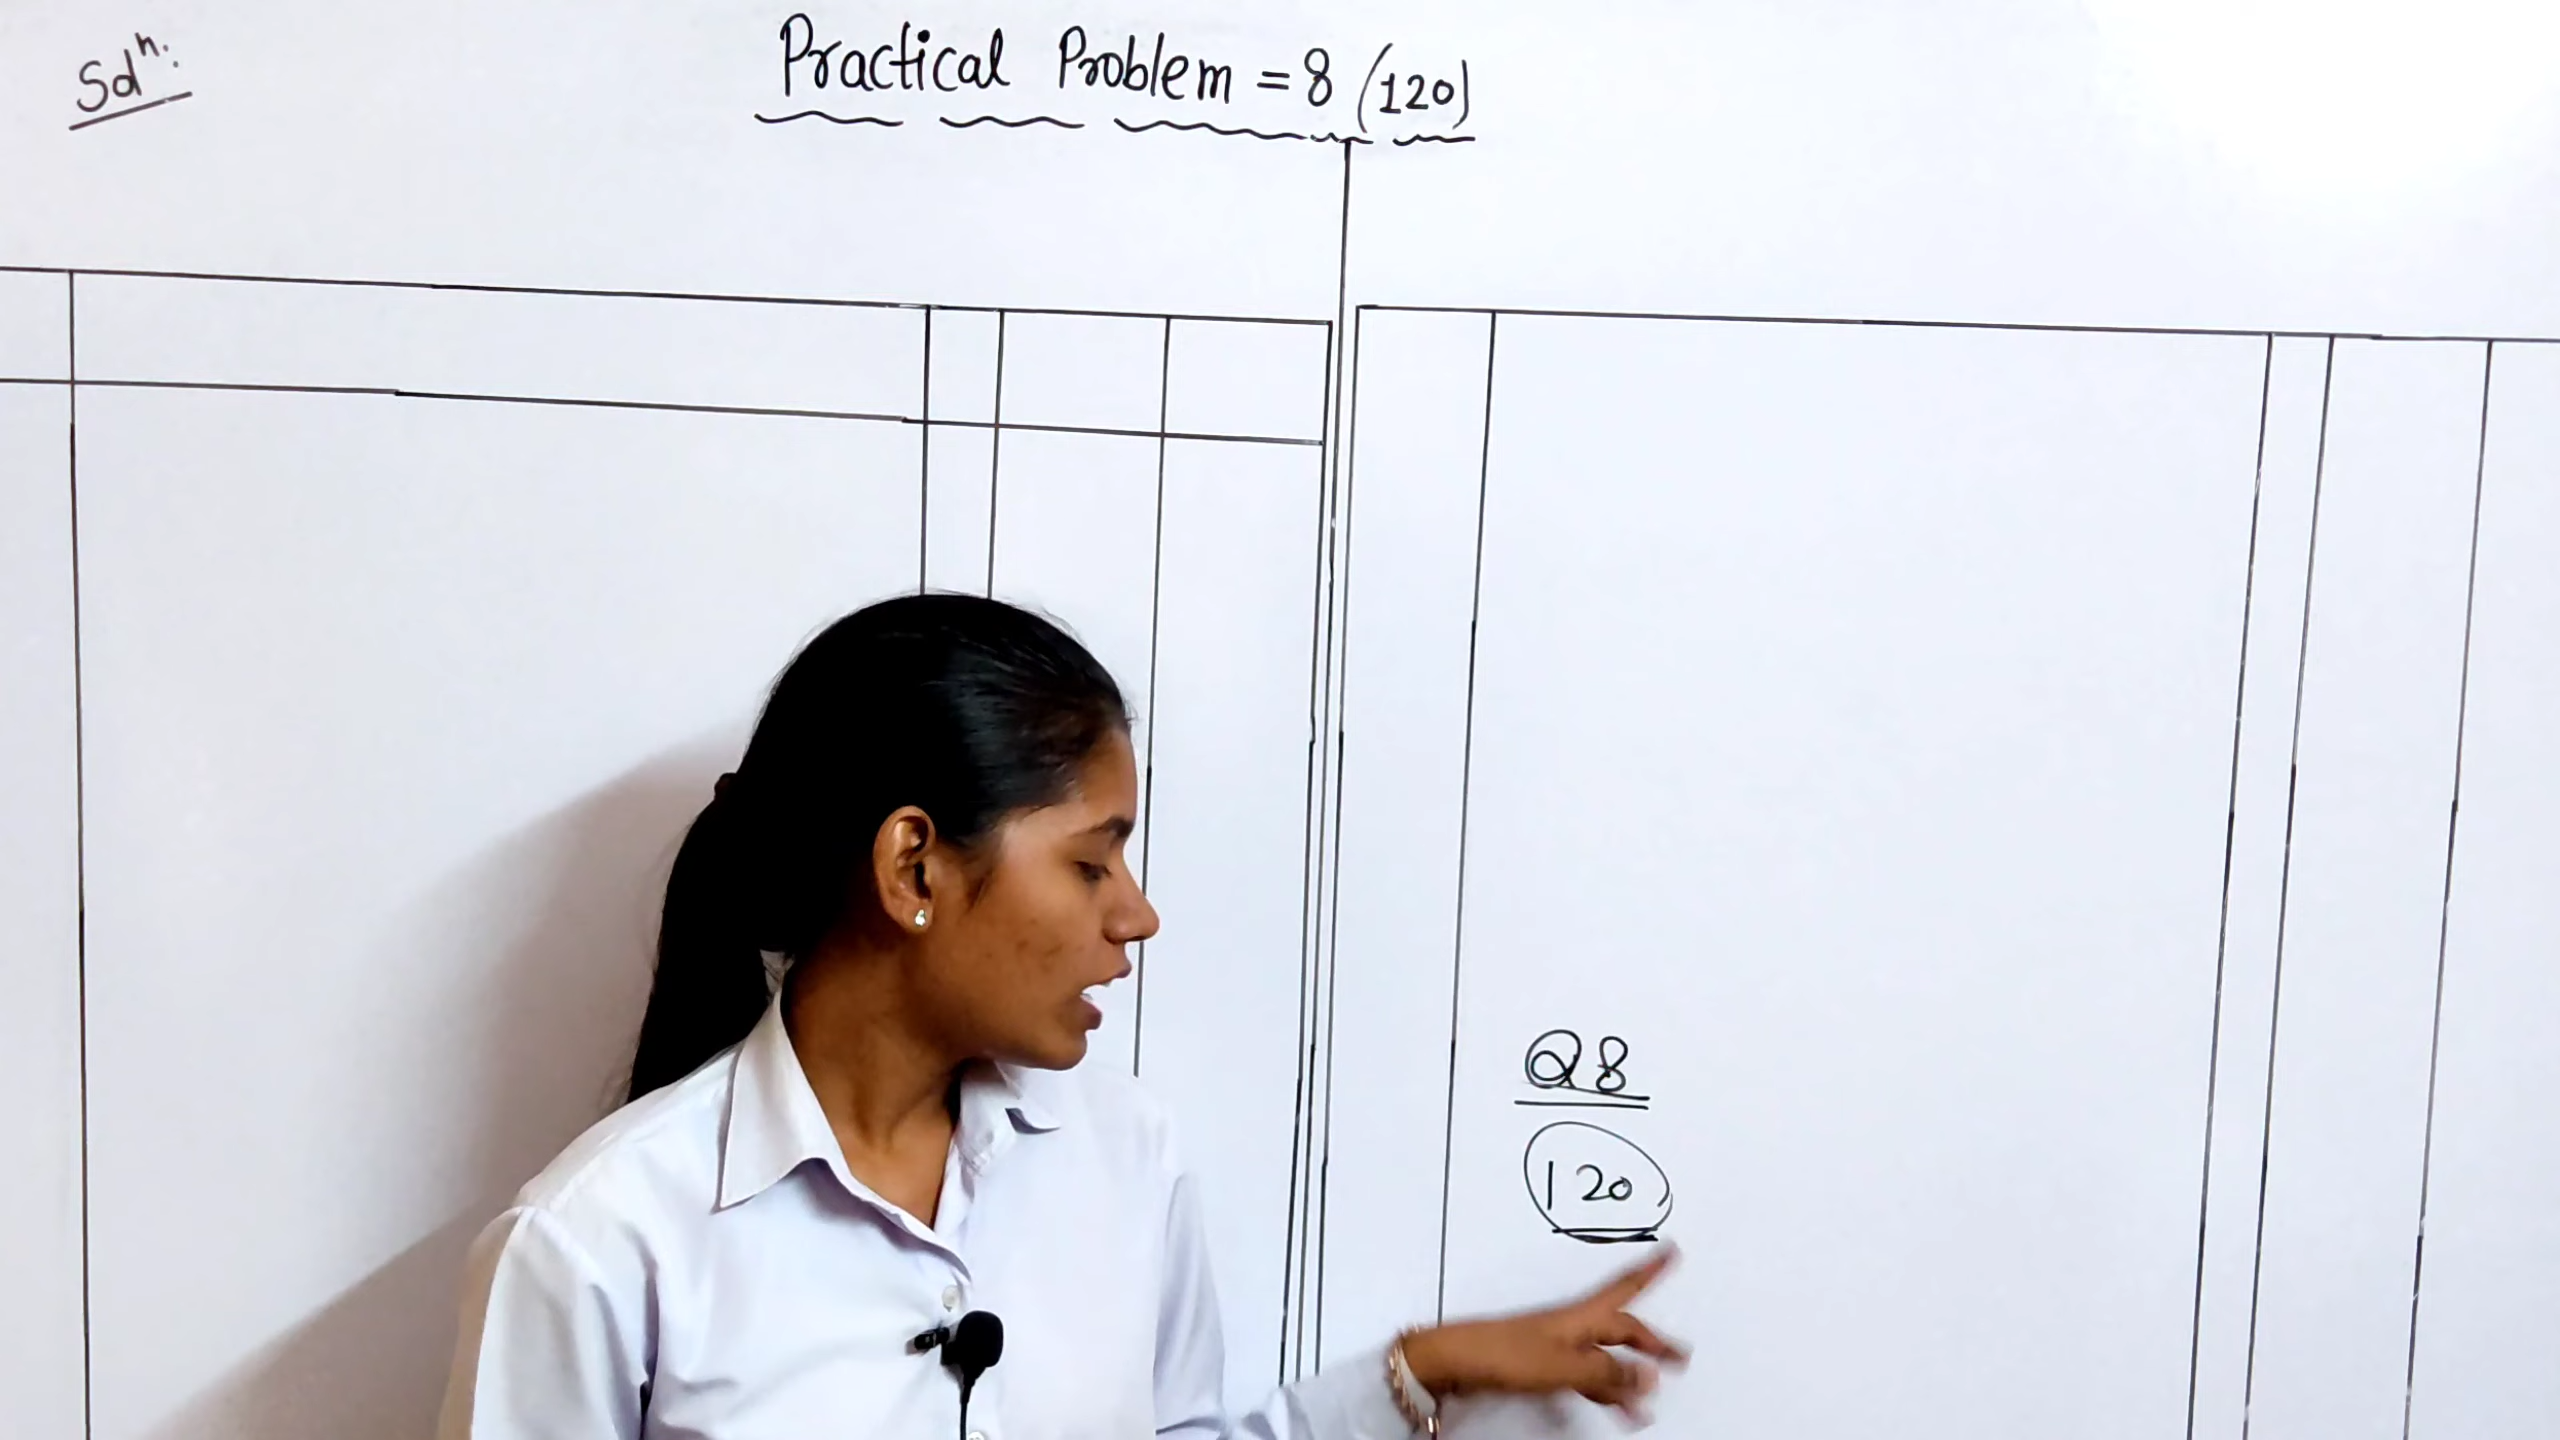 Solⁿ.
Practical Problem = 8 (120)
Q8
120